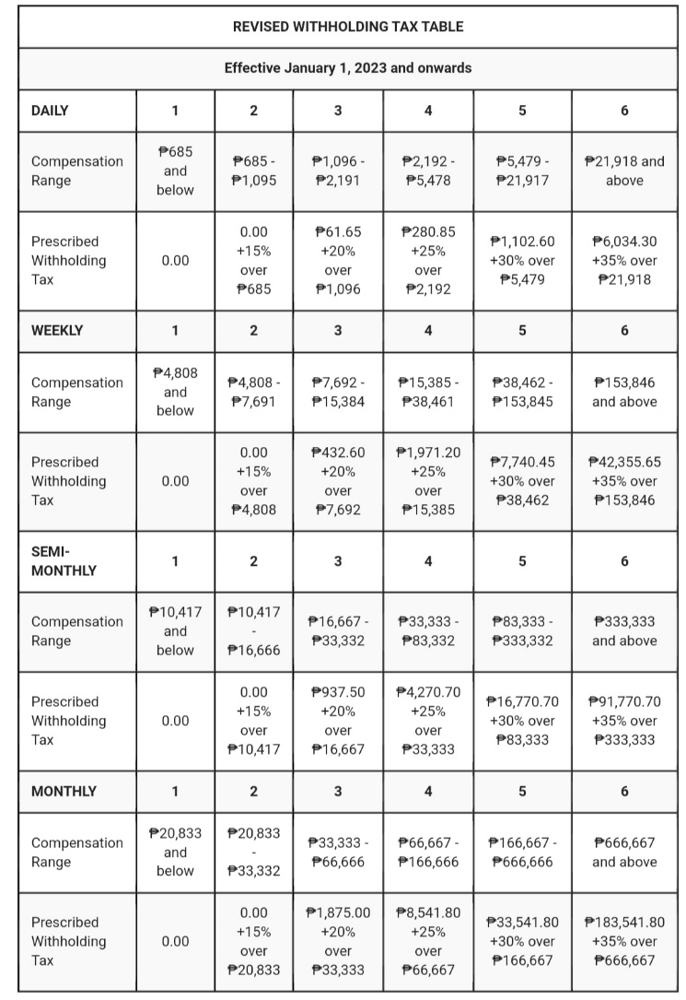 REVISED WITHHOLDING TAX TABLE
Effective January 1, 2023 and onwards
DAILY 1 2 3 4 5 6
Compensation Range ₱685 and below ₱685 - ₱1,095 ₱1,096 - ₱2,191 ₱2,192 - ₱5,478 ₱5,479 - ₱21,917 ₱21,918 and above
Prescribed Withholding Tax 0.00 0.00 +15% over ₱685 ₱61.65 +20% over ₱1,096 ₱280.85 +25% over ₱2,192 ₱1,102.60 +30% over ₱5,479 ₱6,034.30 +35% over ₱21,918
WEEKLY 1 2 3 4 5 6
Compensation Range ₱4,808 and below ₱4,808 - ₱7,691 ₱7,692 - ₱15,384 ₱15,385 - ₱38,461 ₱38,462 - ₱153,845 ₱153,846 and above
Prescribed Withholding Tax 0.00 0.00 +15% over ₱4,808 ₱432.60 +20% over ₱7,692 ₱1,971.20 +25% over ₱15,385 ₱7,740.45 +30% over ₱38,462 ₱42,355.65 +35% over ₱153,846
SEMI-MONTHLY 1 2 3 4 5 6
Compensation Range ₱10,417 and below ₱10,417 - ₱16,666 ₱16,667 - ₱33,332 ₱33,333 - ₱83,332 ₱83,333 - ₱333,332 ₱333,333 and above
Prescribed Withholding Tax 0.00 0.00 +15% over ₱10,417 ₱937.50 +20% over ₱16,667 ₱4,270.70 +25% over ₱33,333 ₱16,770.70 +30% over ₱83,333 ₱91,770.70 +35% over ₱333,333
MONTHLY 1 2 3 4 5 6
Compensation Range ₱20,833 and below ₱20,833 - ₱33,332 ₱33,333 - ₱66,666 ₱66,667 - ₱166,666 ₱166,667 - ₱666,666 ₱666,667 and above
Prescribed Withholding Tax 0.00 0.00 +15% over ₱20,833 ₱1,875.00 +20% over ₱33,333 ₱8,541.80 +25% over ₱66,667 ₱33,541.80 +30% over ₱166,667 ₱183,541.80 +35% over ₱666,667